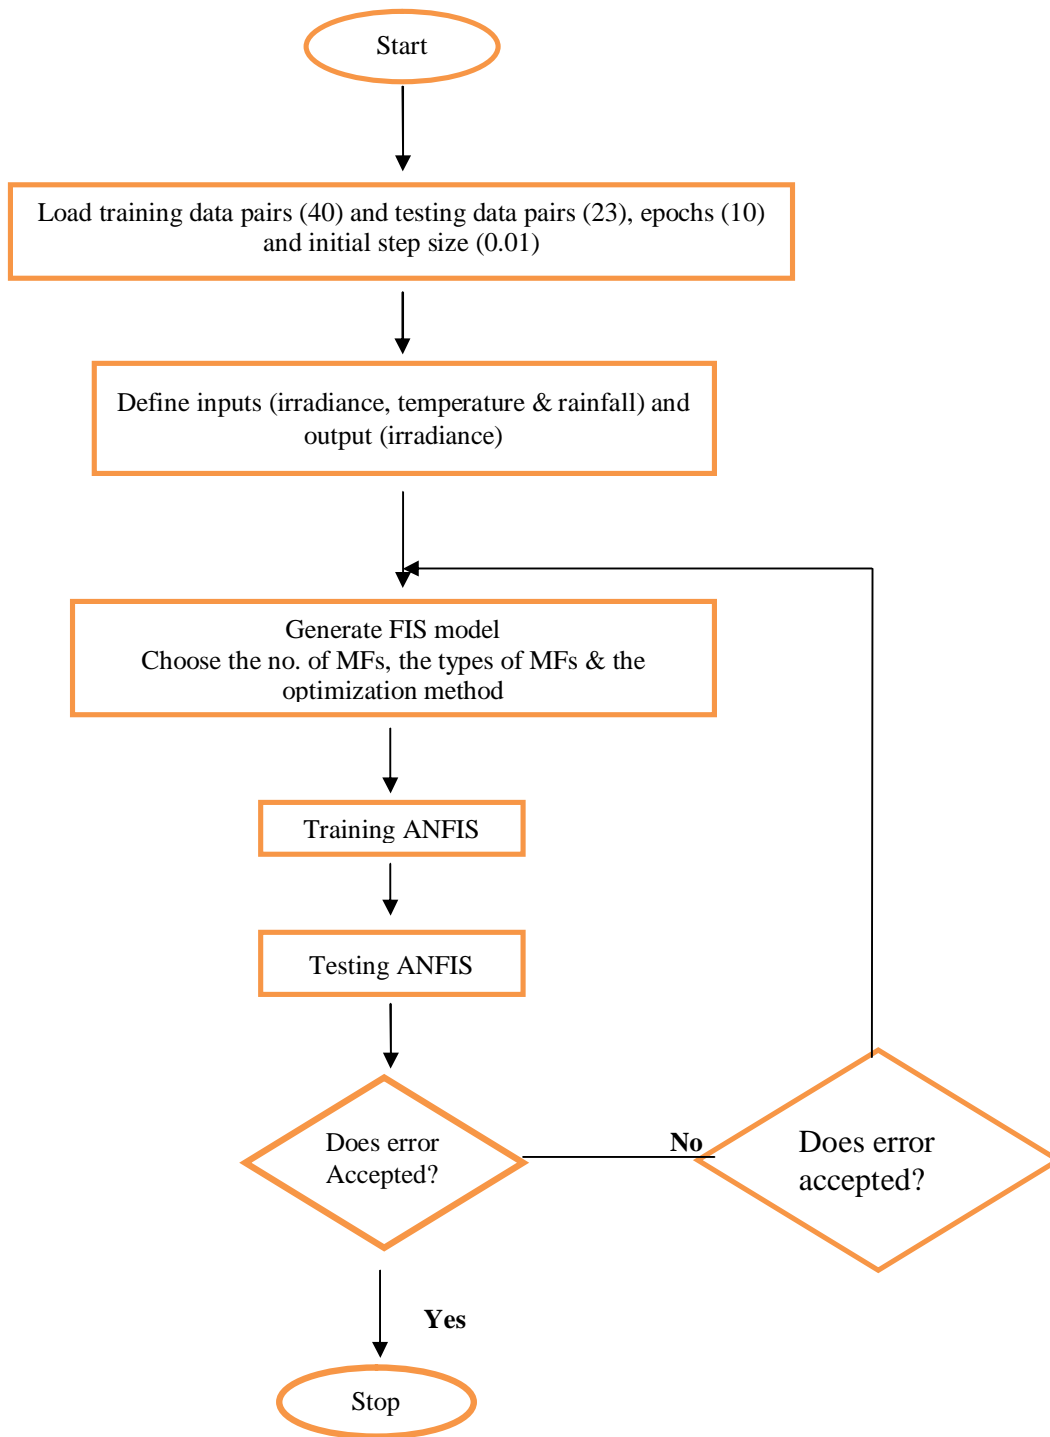 Start
Load training data pairs (40) and testing data pairs (23), epochs (10)
and initial step size (0.01)
Define inputs (irradiance, temperature & rainfall) and
output (irradiance)
Generate FIS model
Choose the no. of MFs, the types of MFs & the
optimization method
Training ANFIS
Testing ANFIS
Does error
Accepted?
No
Does error
accepted?
Yes
Stop